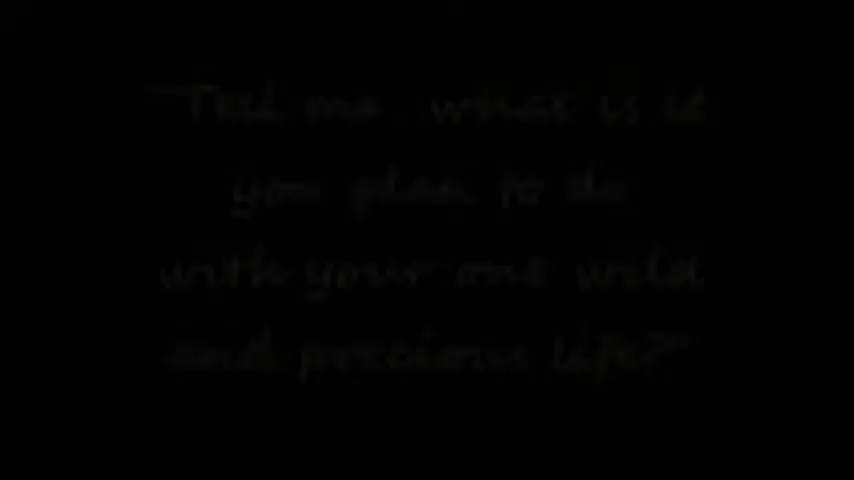 "Tell me, what is it
you plan to do
with your one wild
and precious life?"